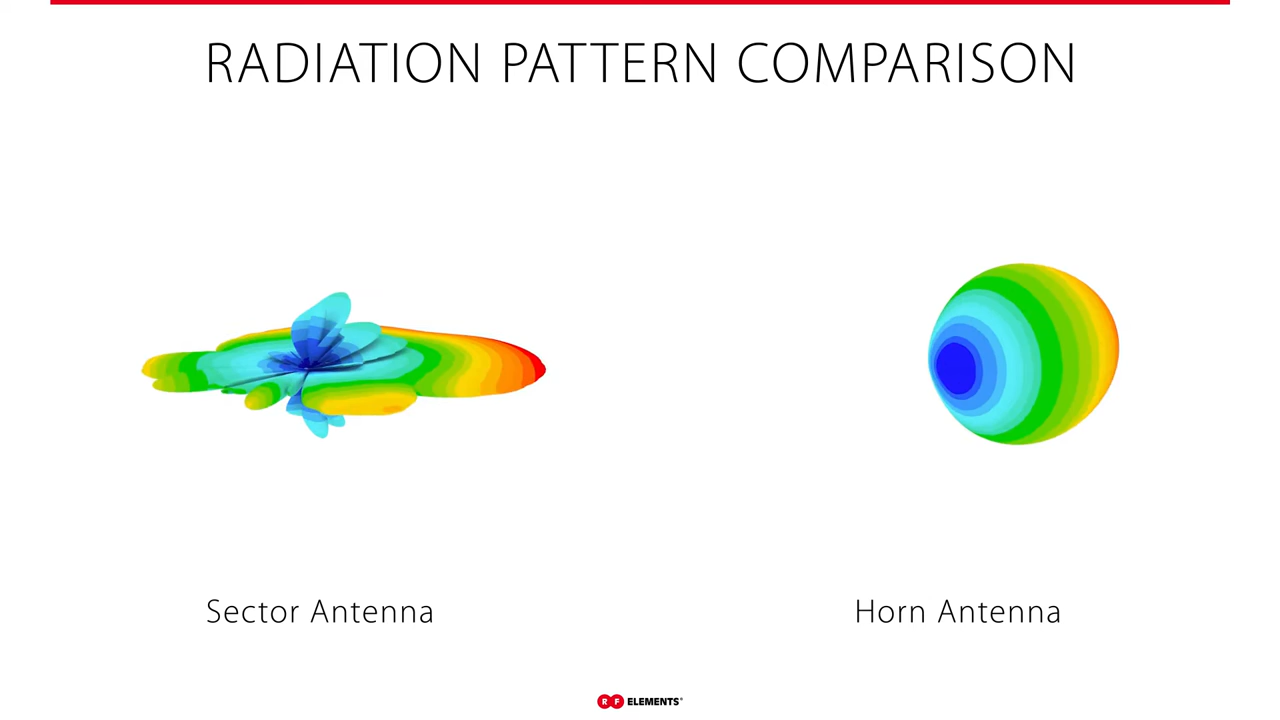 RADIATION PATTERN COMPARISON
Sector Antenna
Horn Antenna
RF ELEMENTS®